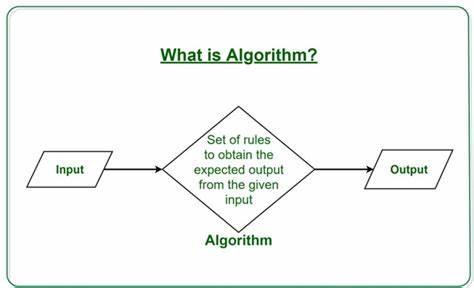 What is Algorithm?
Set of rules
to obtain the
expected output
from the given
input
Input
Output
Algorithm